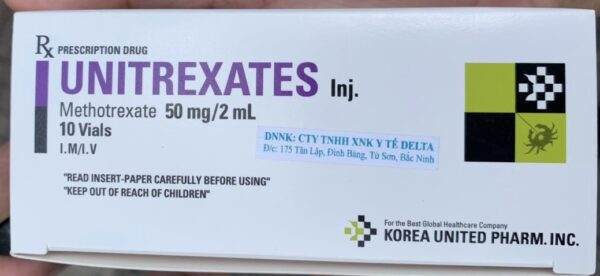 Rx PRESCRIPTION DRUG
UNITREXATES Inj.
Methotrexate 50 mg/2 mL
10 Vials
I.M/I.V
DNNK: CTY TNHH XNK Y TẾ DELTA
Đ/c: 175 Tân Lập, Đình Bảng, Từ Sơn, Bắc Ninh
"READ INSERT-PAPER CAREFULLY BEFORE USING"
"KEEP OUT OF REACH OF CHILDREN"
For the Best Global Healthcare Company
KOREA UNITED PHARM. INC.